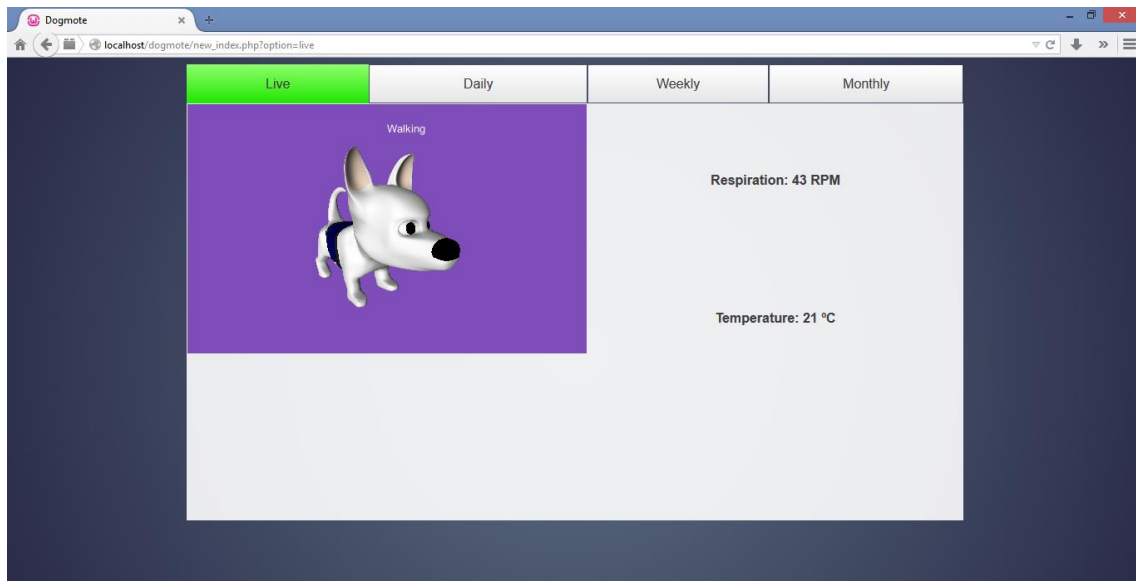 Dogmote
localhost/dogmote/new_index.php?option=live
Live
Daily
Weekly
Monthly
Walking
Respiration: 43 RPM
Temperature: 21 ºC